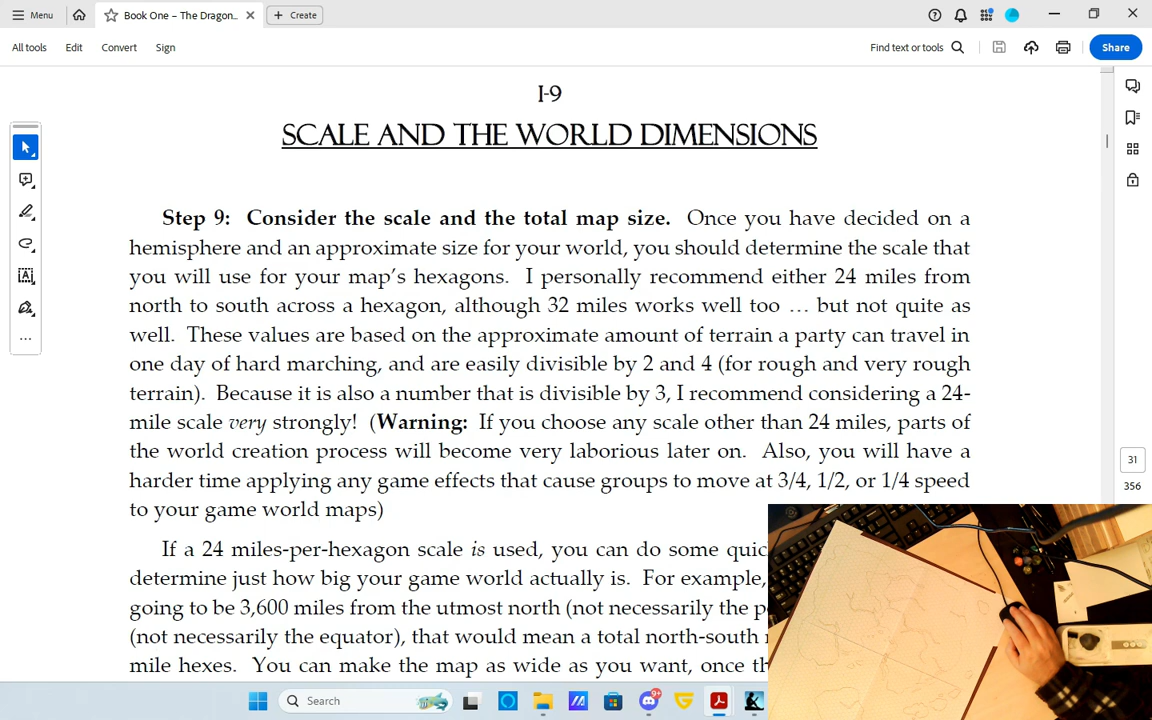 Menu
Book One – The Dragon...
Create
All tools
Edit
Convert
Sign
Find text or tools
Share
I-9
SCALE AND THE WORLD DIMENSIONS
Step 9: Consider the scale and the total map size. Once you have decided on a
hemisphere and an approximate size for your world, you should determine the scale that
you will use for your map's hexagons. I personally recommend either 24 miles from
north to south across a hexagon, although 32 miles works well too … but not quite as
well. These values are based on the approximate amount of terrain a party can travel in
one day of hard marching, and are easily divisible by 2 and 4 (for rough and very rough
terrain). Because it is also a number that is divisible by 3, I recommend considering a 24-
mile scale very strongly! (Warning: If you choose any scale other than 24 miles, parts of
the world creation process will become very laborious later on. Also, you will have a
harder time applying any game effects that cause groups to move at 3/4, 1/2, or 1/4 speed
to your game world maps)
If a 24 miles-per-hexagon scale is used, you can do some quic
determine just how big your game world actually is. For example,
going to be 3,600 miles from the utmost north (not necessarily the p
(not necessarily the equator), that would mean a total north-south
mile hexes. You can make the map as wide as you want, once th
31
356
Search
9+